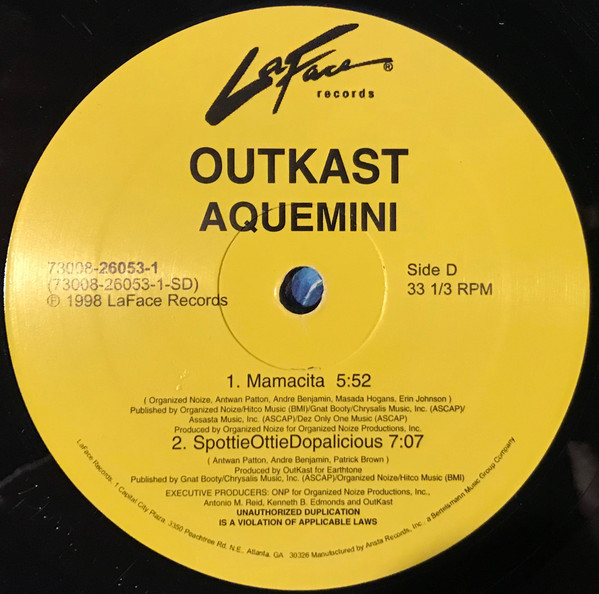 LaFace ®
records
OUTKAST
AQUEMINI
73008-26053-1
(73008-26053-1-SD)
℗ 1998 LaFace Records
Side D
33 1/3 RPM
1. Mamacita 5:52
( Organized Noize, Antwan Patton, Andre Benjamin, Masada Hogans, Erin Johnson )
Published by Organized Noize/Hitco Music (BMI)/Gnat Booty/Chrysalis Music, Inc. (ASCAP)/
Assasta Music, Inc. (ASCAP)/Dez Only One Music (ASCAP)
Produced by Organized Noize for Organized Noize Productions, Inc.
2. SpottieOttieDopalicious 7:07
( Antwan Patton, Andre Benjamin, Patrick Brown )
Produced by OutKast for Earthtone
Published by Gnat Booty/Chrysalis Music, Inc. (ASCAP)/Organized Noize/Hitco Music (BMI)
EXECUTIVE PRODUCERS: ONP for Organized Noize Productions, Inc.,
Antonio M. Reid, Kenneth B. Edmonds and OutKast
UNAUTHORIZED DUPLICATION
IS A VIOLATION OF APPLICABLE LAWS
LaFace Records, 1 Capital City Plaza, 3350 Peachtree Rd. N.E., Atlanta, GA 30326 Manufactured by Arista Records, Inc., a Bertelsmann Music Group Company